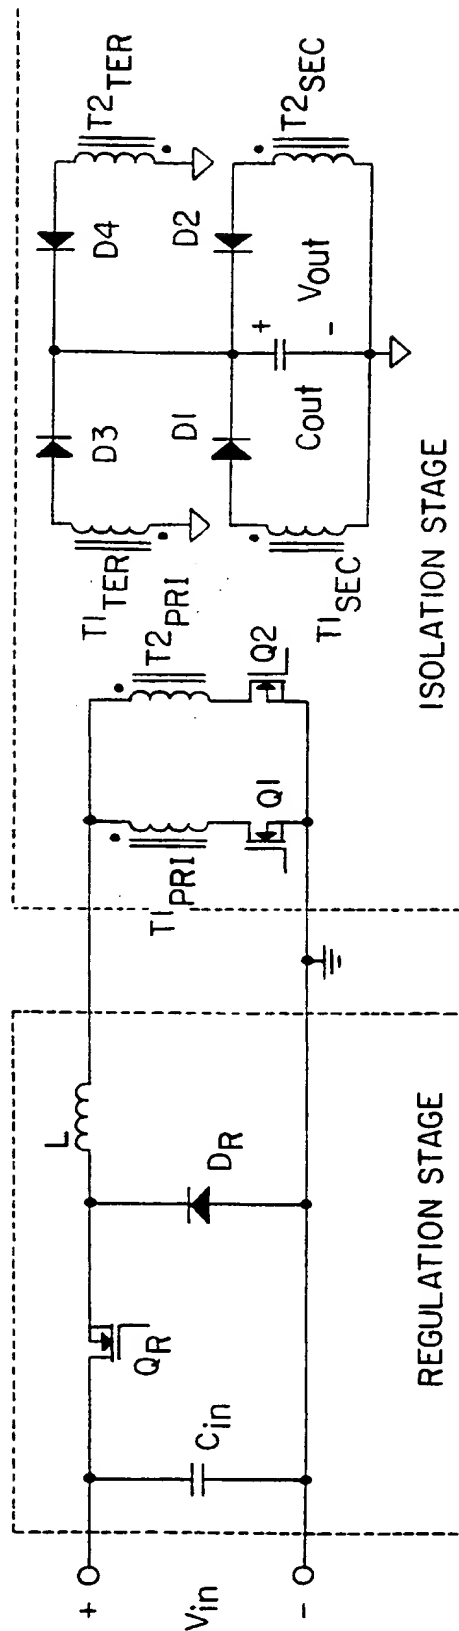 +
Vin
-
Cin
QR
DR
L
REGULATION STAGE
T1PRI
T2PRI
Q1
Q2
T1TER
T2TER
D3
D4
D1
D2
T1SEC
T2SEC
Cout
+
Vout
-
ISOLATION STAGE